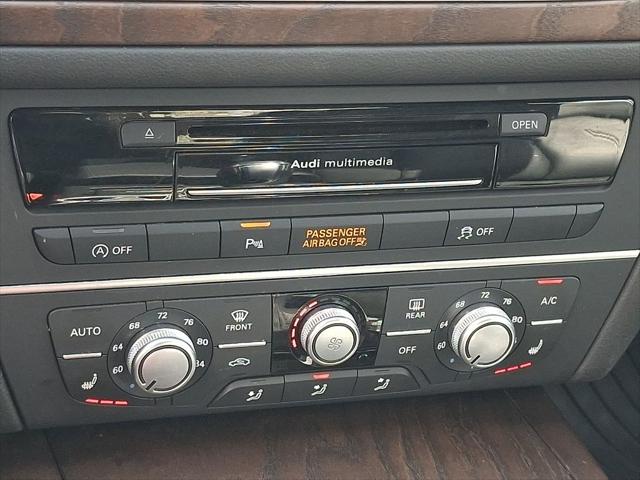 OPEN
Audi multimedia
A OFF
P
PASSENGER
AIRBAG OFF
OFF
AUTO
60 64 68 72 76 80 84
FRONT
REAR
OFF
60 64 68 72 76 80
A/C